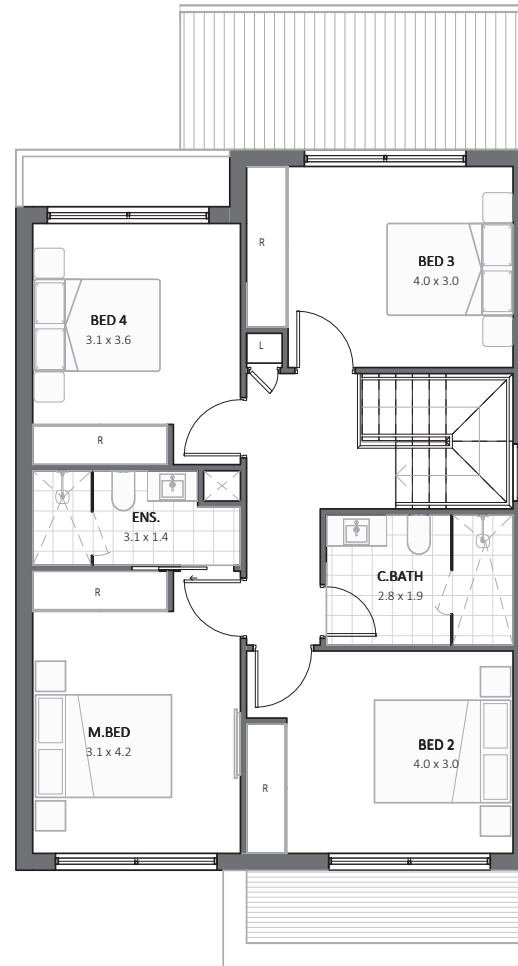 R
BED 3
4.0 x 3.0
BED 4
3.1 x 3.6
L
R
ENS.
3.1 x 1.4
C.BATH
2.8 x 1.9
R
M.BED
3.1 x 4.2
BED 2
4.0 x 3.0
R